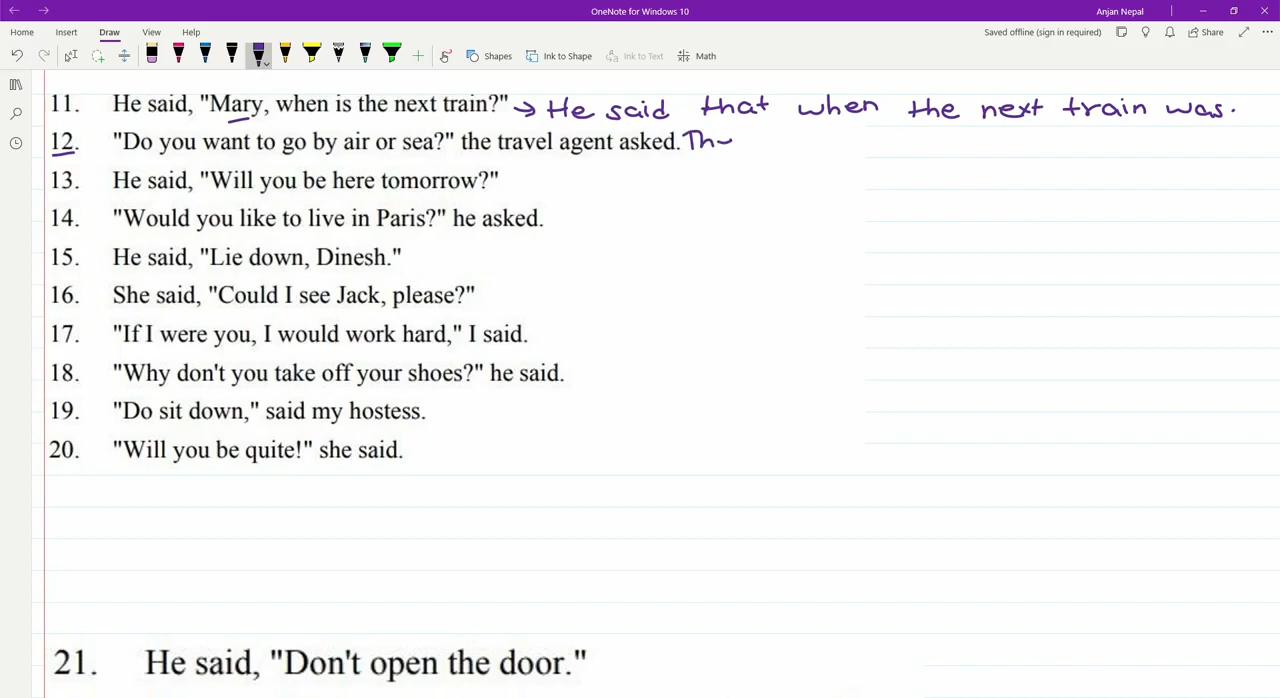 OneNote for Windows 10
Anjan Nepal
Home Insert Draw View Help
Saved offline (sign in required) Share
Shapes Ink to Shape Ink to Text Math
11. He said, "Mary, when is the next train?" → He said that when the next train was.
12. "Do you want to go by air or sea?" the travel agent asked. Th
13. He said, "Will you be here tomorrow?"
14. "Would you like to live in Paris?" he asked.
15. He said, "Lie down, Dinesh."
16. She said, "Could I see Jack, please?"
17. "If I were you, I would work hard," I said.
18. "Why don't you take off your shoes?" he said.
19. "Do sit down," said my hostess.
20. "Will you be quite!" she said.
21. He said, "Don't open the door."